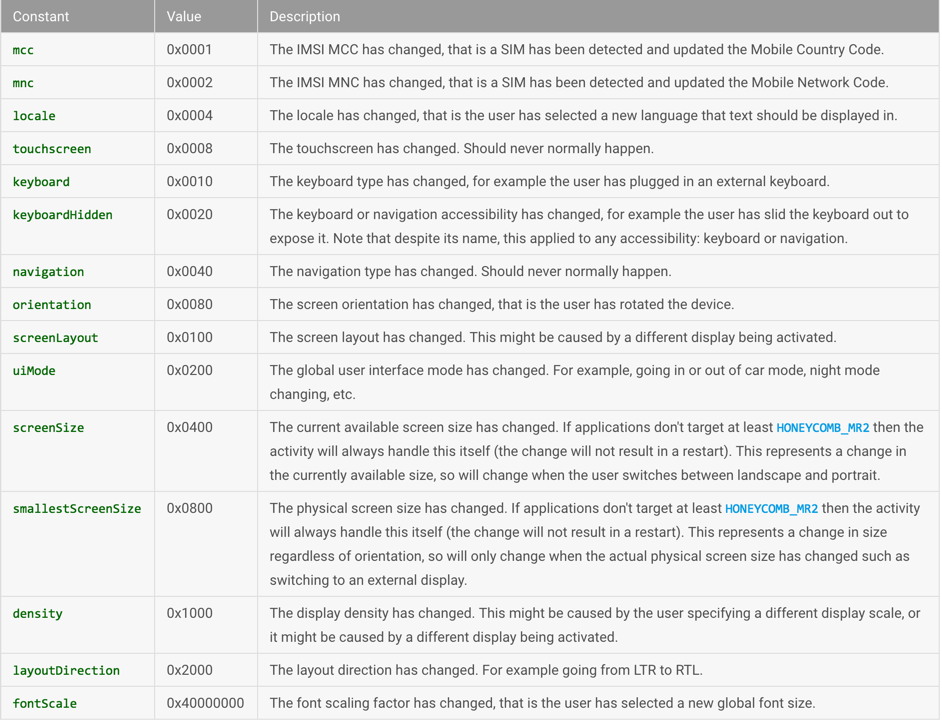 Constant Value Description
mcc 0x0001 The IMSI MCC has changed, that is a SIM has been detected and updated the Mobile Country Code.
mnc 0x0002 The IMSI MNC has changed, that is a SIM has been detected and updated the Mobile Network Code.
locale 0x0004 The locale has changed, that is the user has selected a new language that text should be displayed in.
touchscreen 0x0008 The touchscreen has changed. Should never normally happen.
keyboard 0x0010 The keyboard type has changed, for example the user has plugged in an external keyboard.
keyboardHidden 0x0020 The keyboard or navigation accessibility has changed, for example the user has slid the keyboard out to
expose it. Note that despite its name, this applied to any accessibility: keyboard or navigation.
navigation 0x0040 The navigation type has changed. Should never normally happen.
orientation 0x0080 The screen orientation has changed, that is the user has rotated the device.
screenLayout 0x0100 The screen layout has changed. This might be caused by a different display being activated.
uiMode 0x0200 The global user interface mode has changed. For example, going in or out of car mode, night mode
changing, etc.
screenSize 0x0400 The current available screen size has changed. If applications don't target at least HONEYCOMB_MR2 then the
activity will always handle this itself (the change will not result in a restart). This represents a change in
the currently available size, so will change when the user switches between landscape and portrait.
smallestScreenSize 0x0800 The physical screen size has changed. If applications don't target at least HONEYCOMB_MR2 then the activity
will always handle this itself (the change will not result in a restart). This represents a change in size
regardless of orientation, so will only change when the actual physical screen size has changed such as
switching to an external display.
density 0x1000 The display density has changed. This might be caused by the user specifying a different display scale, or
it might be caused by a different display being activated.
layoutDirection 0x2000 The layout direction has changed. For example going from LTR to RTL.
fontScale 0x40000000 The font scaling factor has changed, that is the user has selected a new global font size.